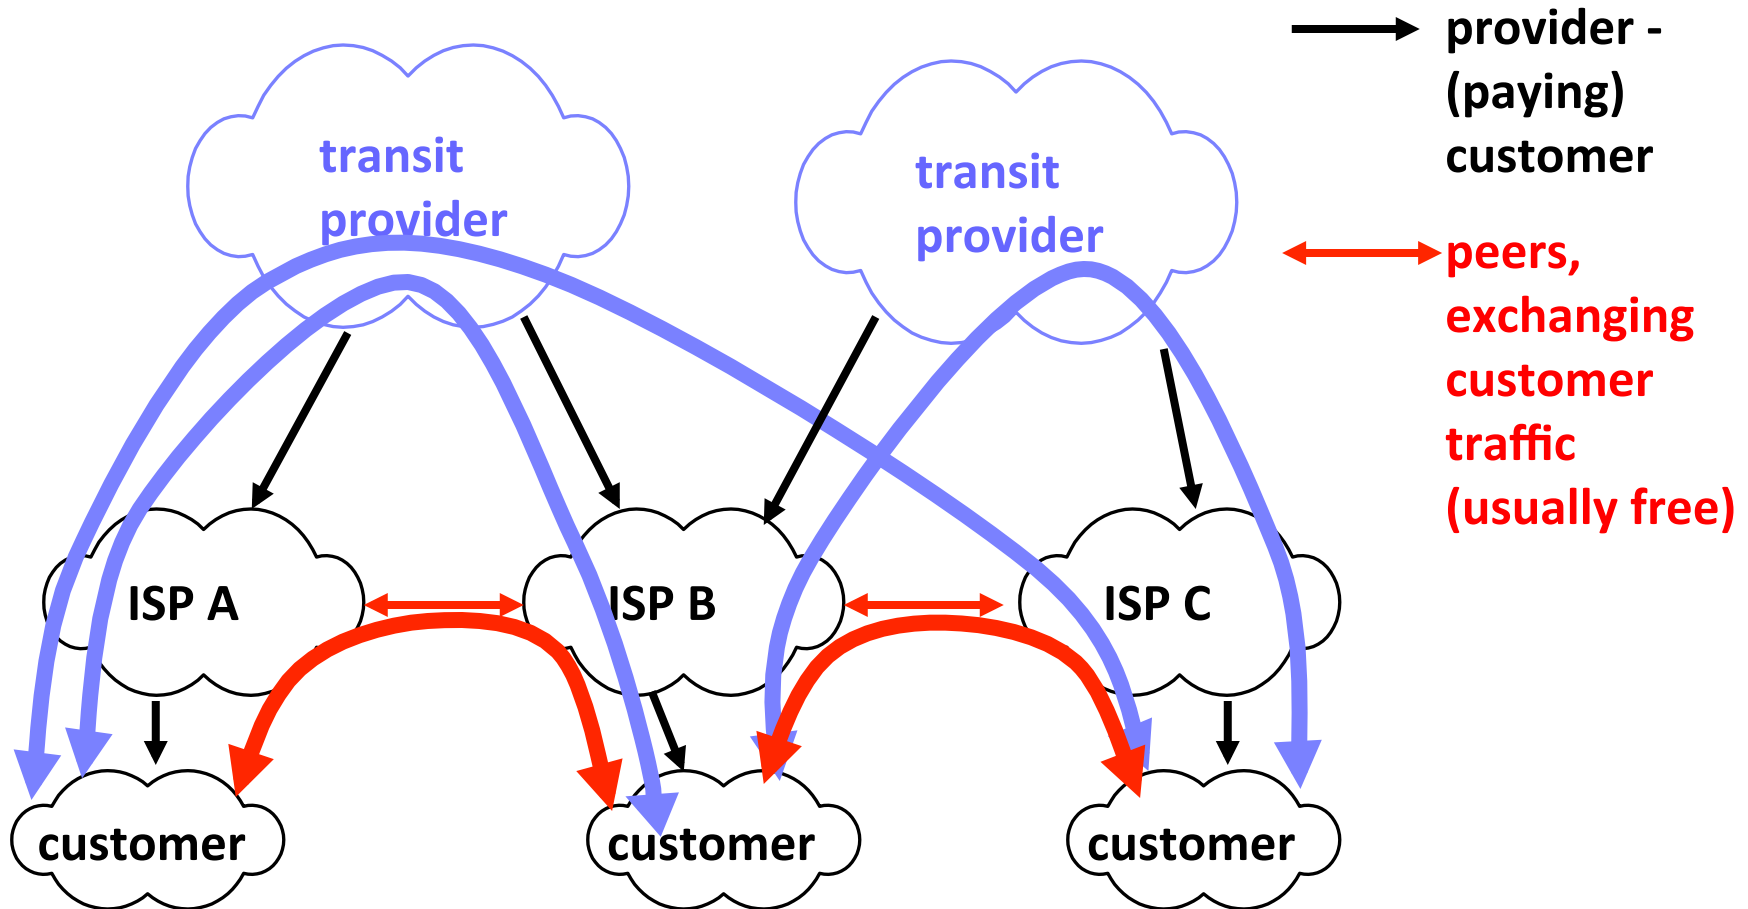 transit
provider
transit
provider
provider -
(paying)
customer
peers,
exchanging
customer
traffic
(usually free)
ISP A
ISP B
ISP C
customer
customer
customer